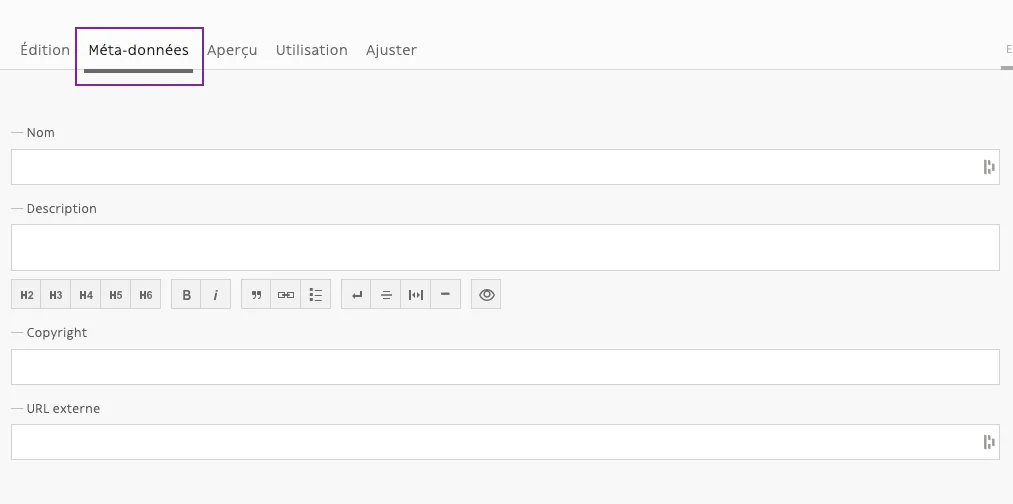 Édition Méta-données Aperçu Utilisation Ajuster E
Nom
Description
H2 H3 H4 H5 H6 B i
Copyright
URL externe